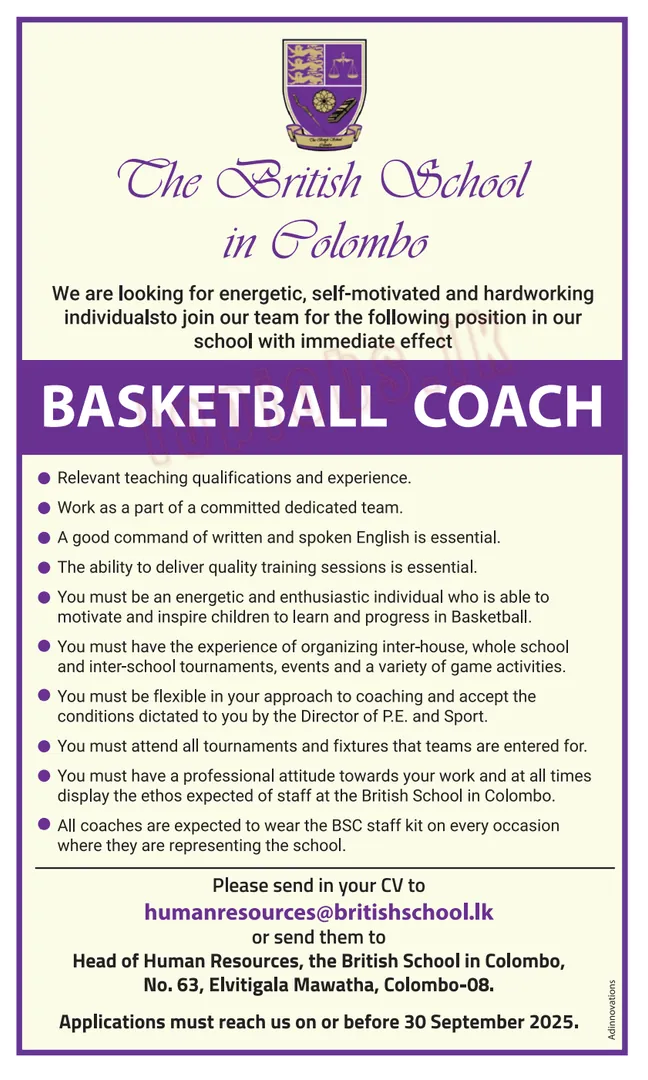 The British School
Colombo
The British School
in Colombo
We are looking for energetic, self-motivated and hardworking
individualsto join our team for the following position in our
school with immediate effect
BASKETBALL COACH
Relevant teaching qualifications and experience.
Work as a part of a committed dedicated team.
A good command of written and spoken English is essential.
The ability to deliver quality training sessions is essential.
You must be an energetic and enthusiastic individual who is able to
motivate and inspire children to learn and progress in Basketball.
You must have the experience of organizing inter-house, whole school
and inter-school tournaments, events and a variety of game activities.
You must be flexible in your approach to coaching and accept the
conditions dictated to you by the Director of P.E. and Sport.
You must attend all tournaments and fixtures that teams are entered for.
You must have a professional attitude towards your work and at all times
display the ethos expected of staff at the British School in Colombo.
All coaches are expected to wear the BSC staff kit on every occasion
where they are representing the school.
Please send in your CV to
humanresources@britishschool.lk
or send them to
Head of Human Resources, the British School in Colombo,
No. 63, Elvitigala Mawatha, Colombo-08.
Applications must reach us on or before 30 September 2025.
Adinnovations